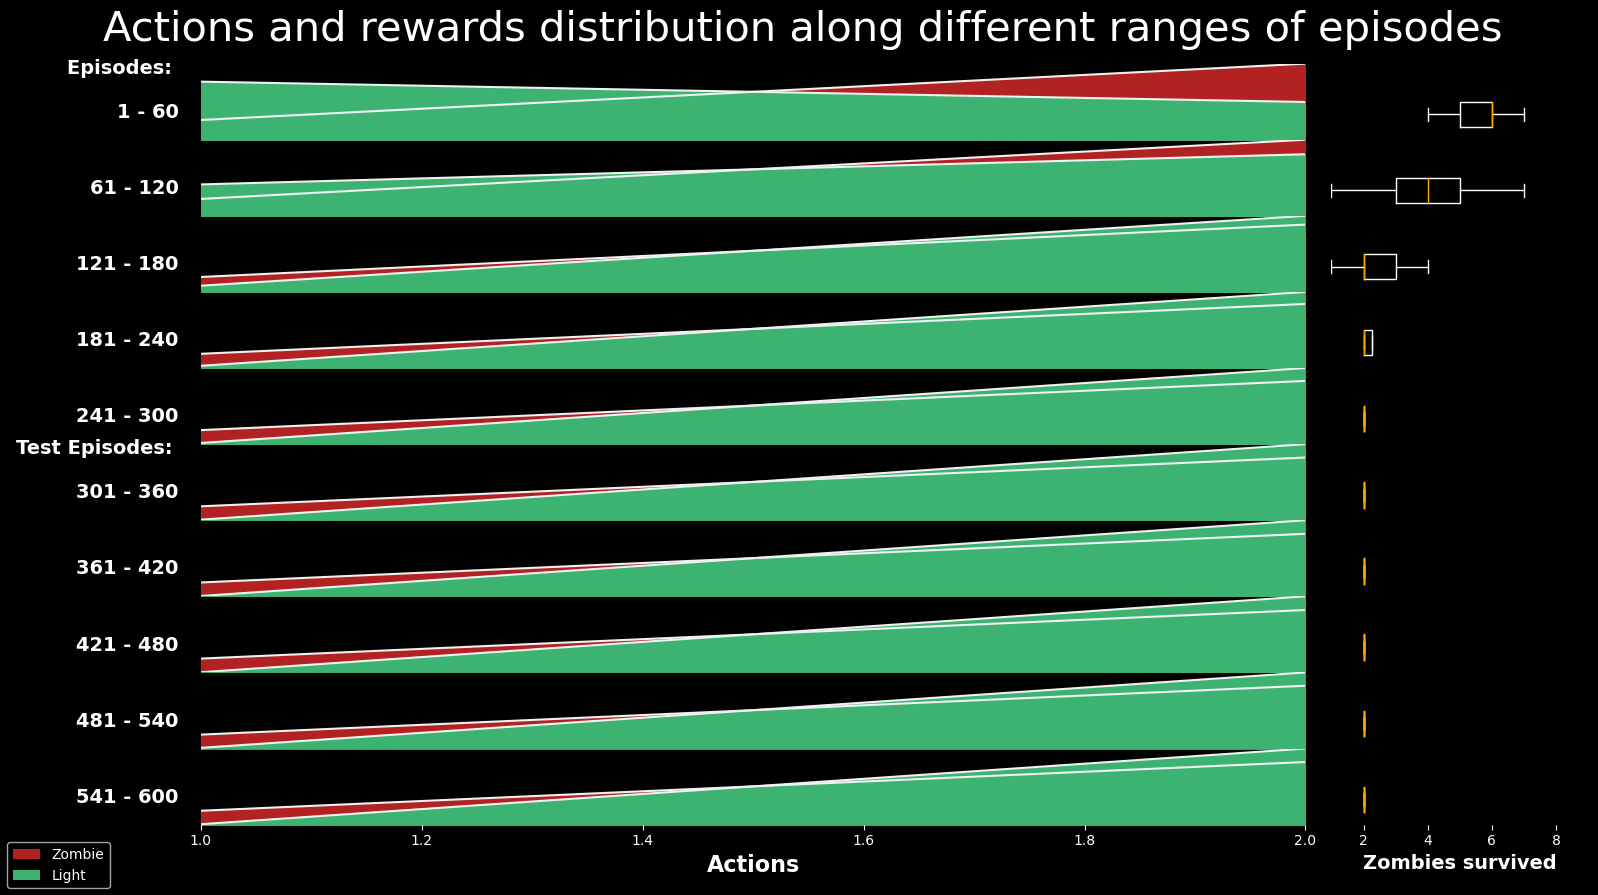 Actions and rewards distribution along different ranges of episodes
Episodes:
1 - 60
61 - 120
121 - 180
181 - 240
241 - 300
Test Episodes:
301 - 360
361 - 420
421 - 480
481 - 540
541 - 600
1.0 1.2 1.4 1.6 1.8 2.0 2 4 6 8
Actions
Zombies survived
Zombie
Light